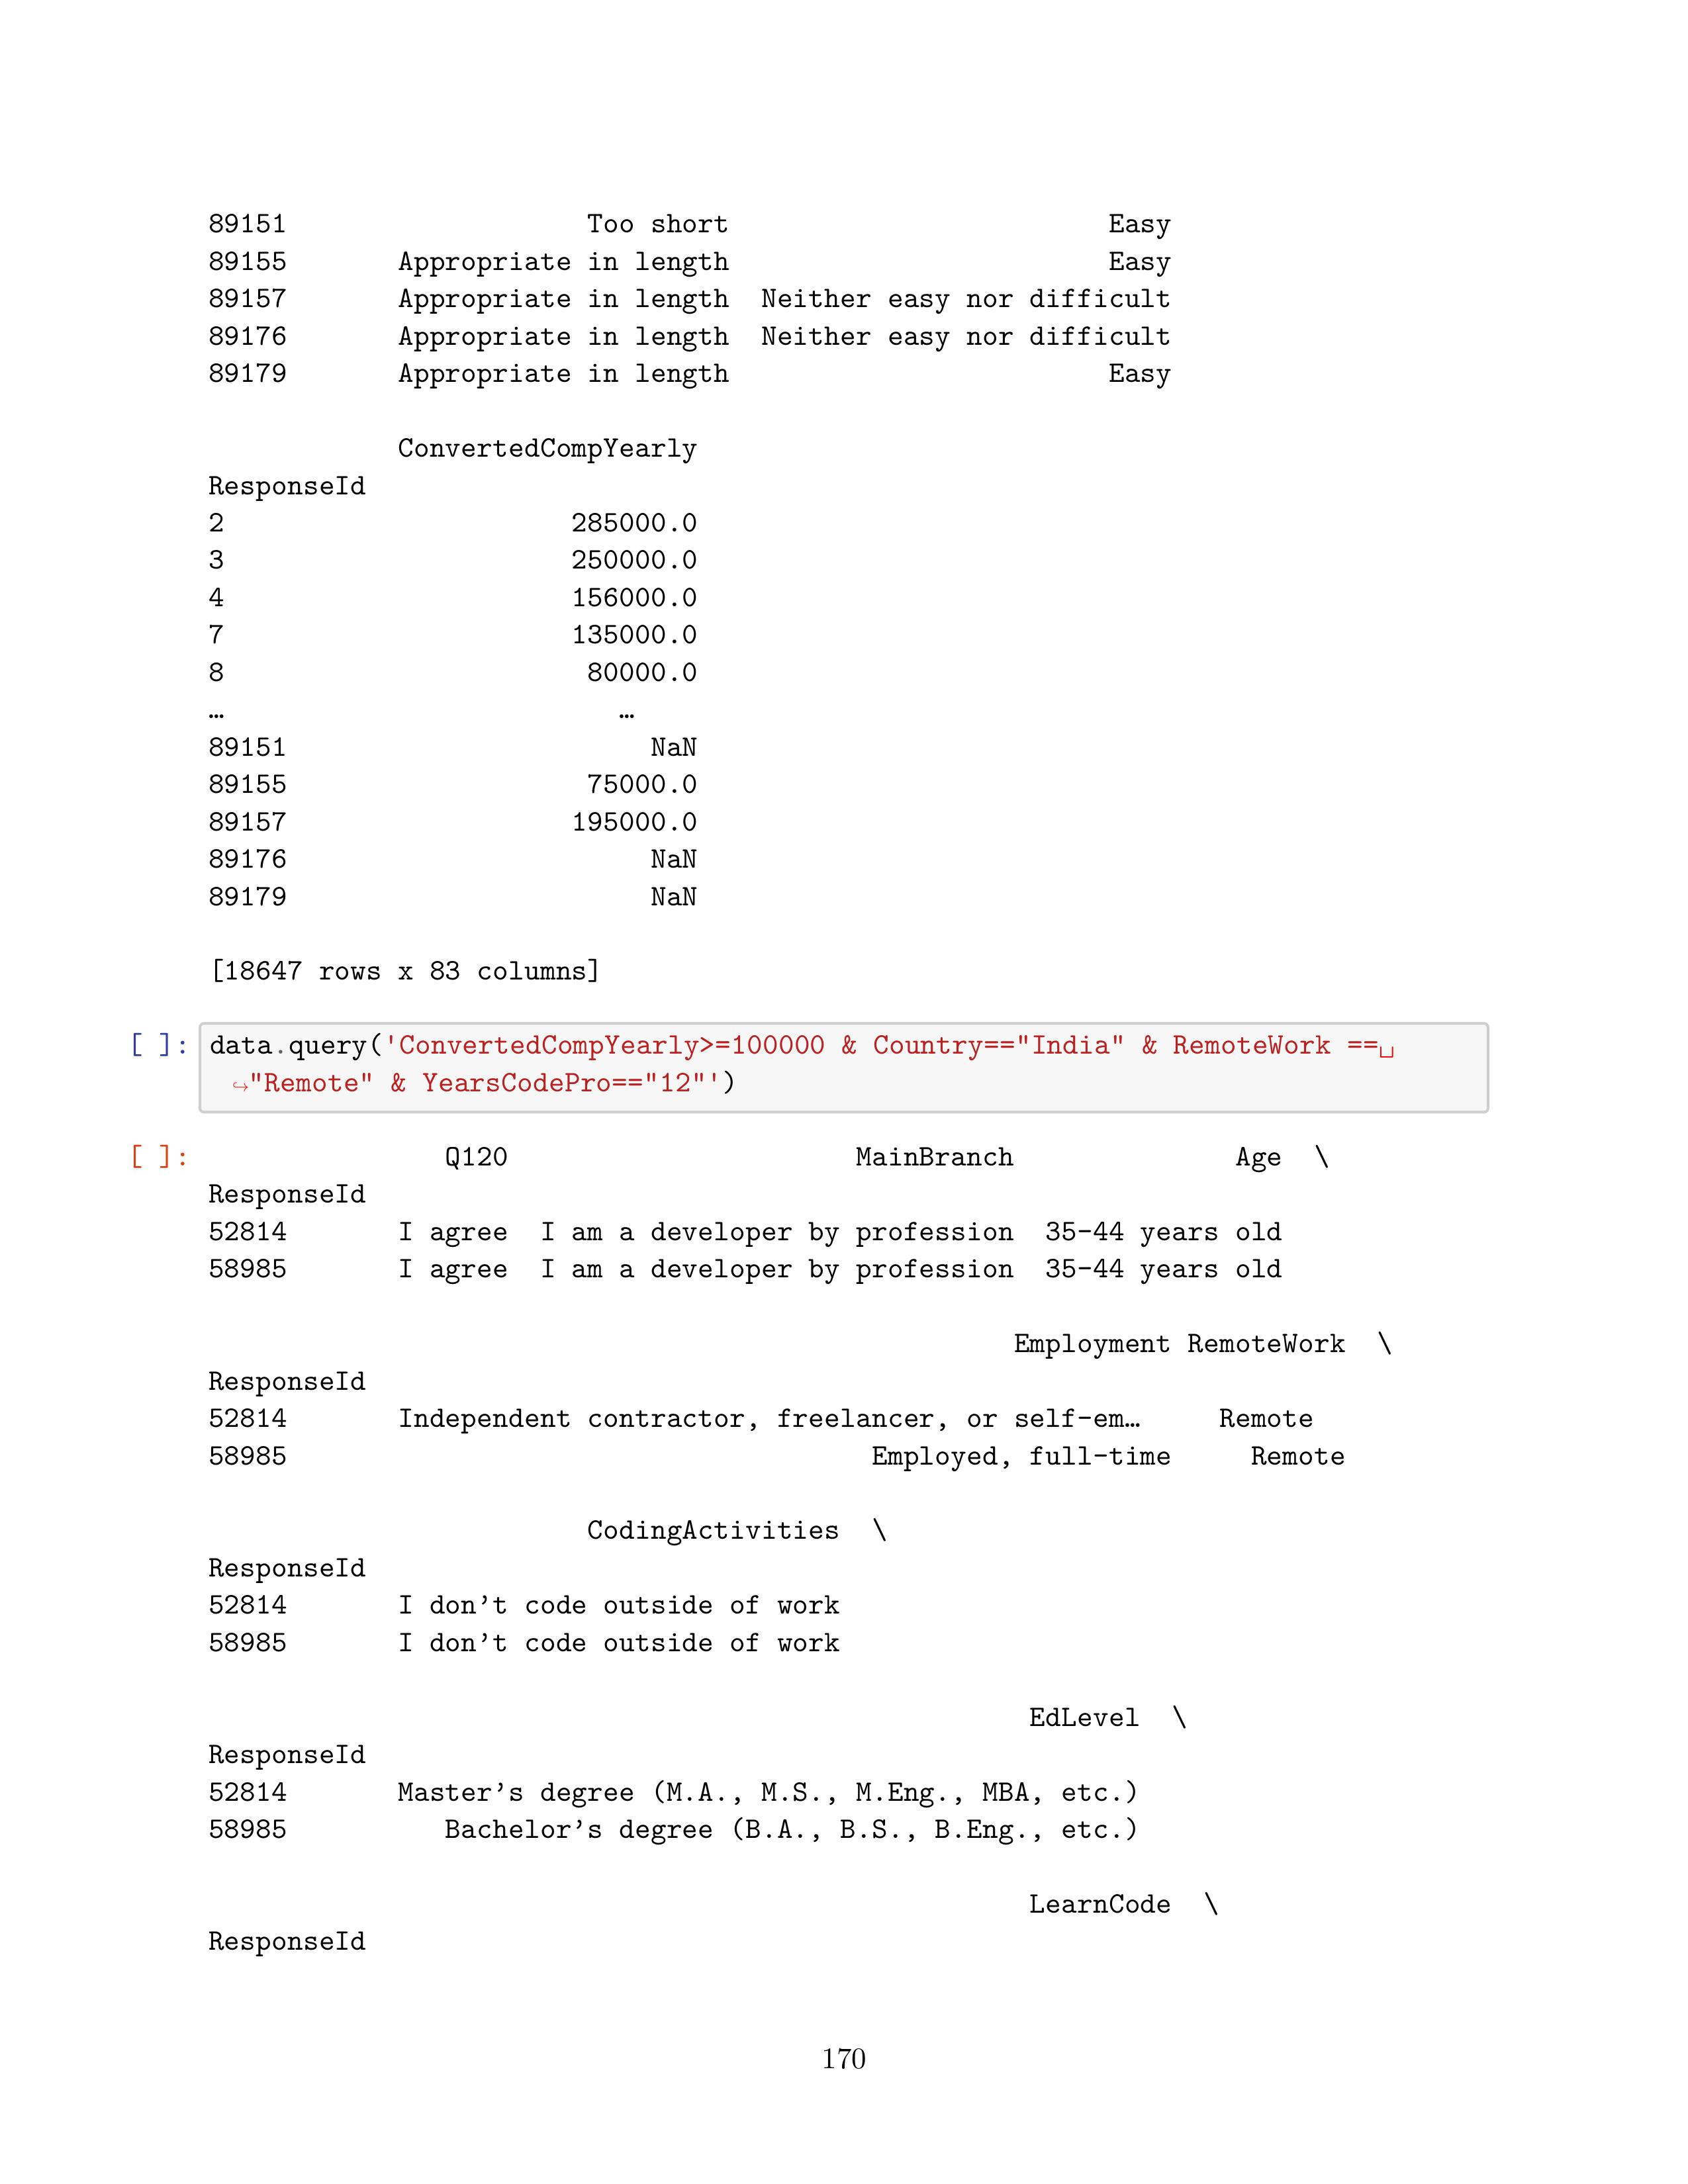 89151 Too short Easy
89155 Appropriate in length Easy
89157 Appropriate in length Neither easy nor difficult
89176 Appropriate in length Neither easy nor difficult
89179 Appropriate in length Easy
ConvertedCompYearly
ResponseId
2 285000.0
3 250000.0
4 156000.0
7 135000.0
8 80000.0
… …
89151 NaN
89155 75000.0
89157 195000.0
89176 NaN
89179 NaN
[18647 rows x 83 columns]
[ ]: data.query('ConvertedCompYearly>=100000 & Country=="India" & RemoteWork ==␣
↪"Remote" & YearsCodePro=="12"')
[ ]: Q120 MainBranch Age \
ResponseId
52814 I agree I am a developer by profession 35-44 years old
58985 I agree I am a developer by profession 35-44 years old
Employment RemoteWork \
ResponseId
52814 Independent contractor, freelancer, or self-em… Remote
58985 Employed, full-time Remote
CodingActivities \
ResponseId
52814 I don’t code outside of work
58985 I don’t code outside of work
EdLevel \
ResponseId
52814 Master’s degree (M.A., M.S., M.Eng., MBA, etc.)
58985 Bachelor’s degree (B.A., B.S., B.Eng., etc.)
LearnCode \
ResponseId
170